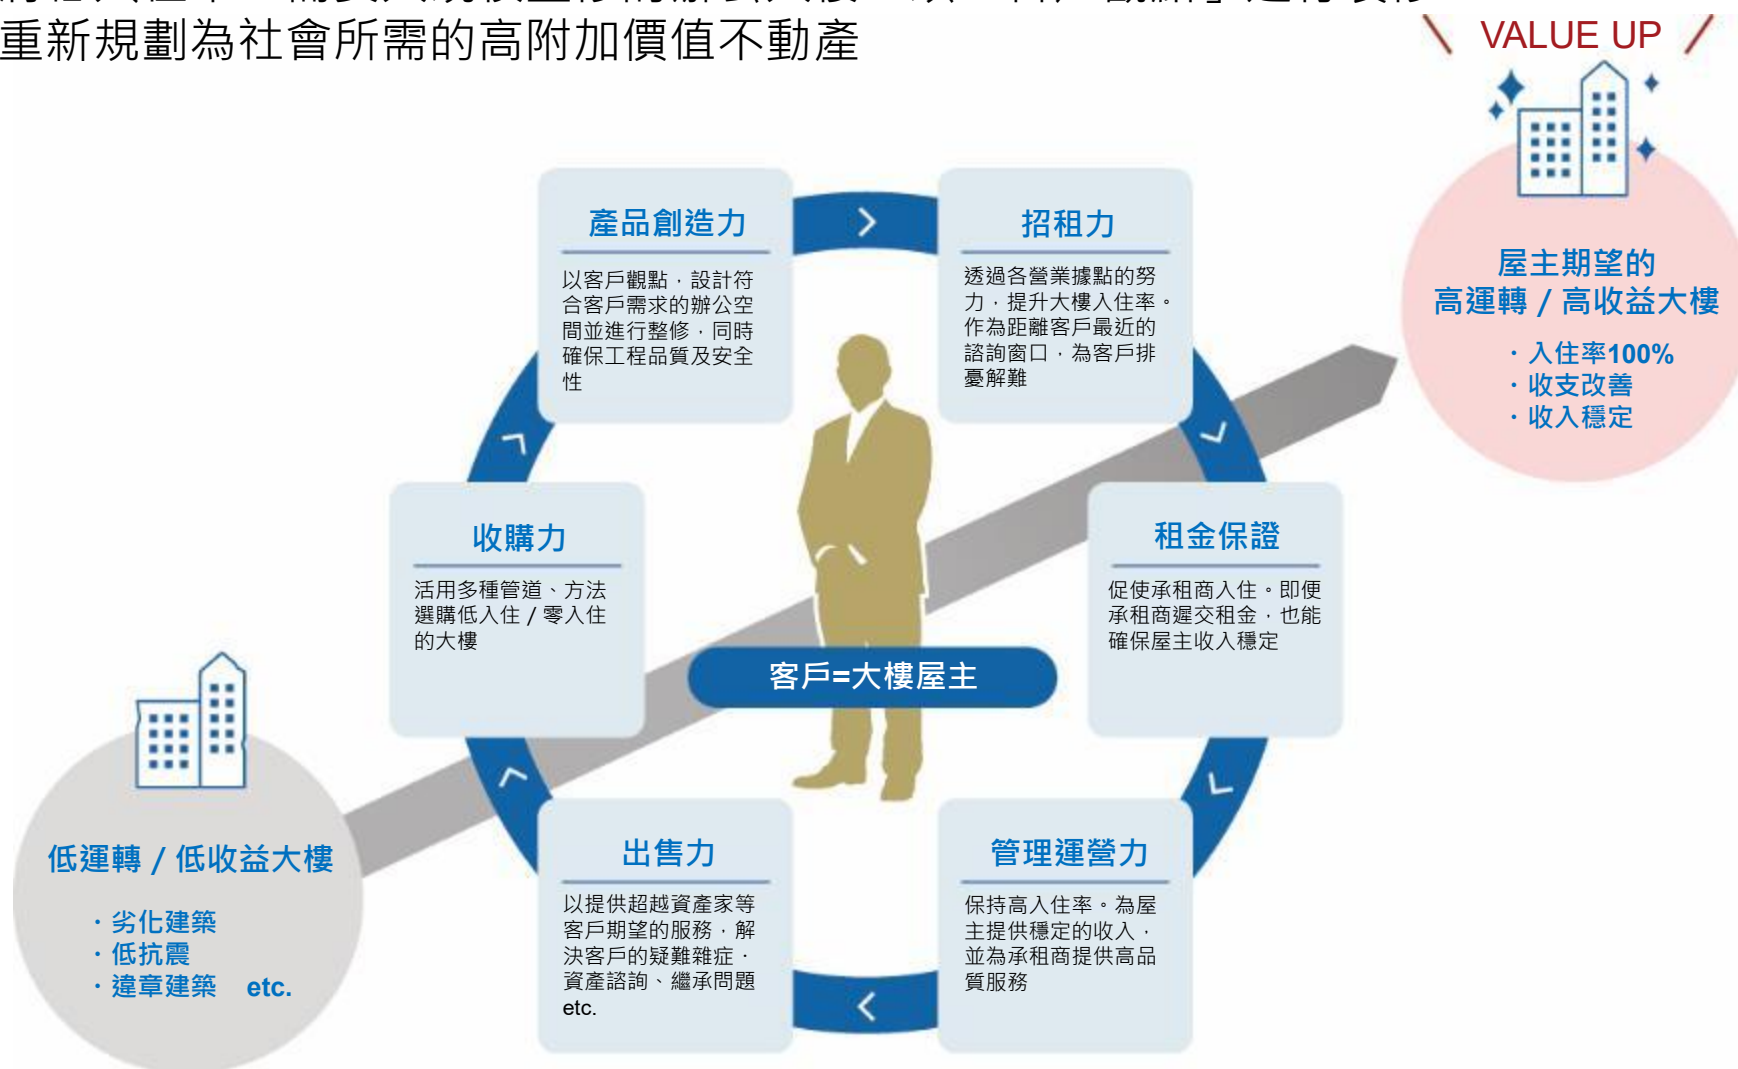 重新規劃為社會所需的高附加價值不動產
VALUE UP
屋主期望的
高運轉 / 高收益大樓
・入住率100%
・收支改善
・收入穩定
產品創造力
以客戶觀點，設計符
合客戶需求的辦公空
間並進行整修，同時
確保工程品質及安全
性
招租力
透過各營業據點的努
力，提升大樓入住率。
作為距離客戶最近的
諮詢窗口，為客戶排
憂解難
收購力
活用多種管道、方法
選購低入住 / 零入住
的大樓
租金保證
促使承租商入住。即便
承租商遲交租金，也能
確保屋主收入穩定
客戶=大樓屋主
低運轉 / 低收益大樓
・劣化建築
・低抗震
・違章建築 etc.
出售力
以提供超越資產家等
客戶期望的服務，解
決客戶的疑難雜症・
資產諮詢、繼承問題
etc.
管理運營力
保持高入住率。為屋
主提供穩定的收入，
並為承租商提供高品
質服務